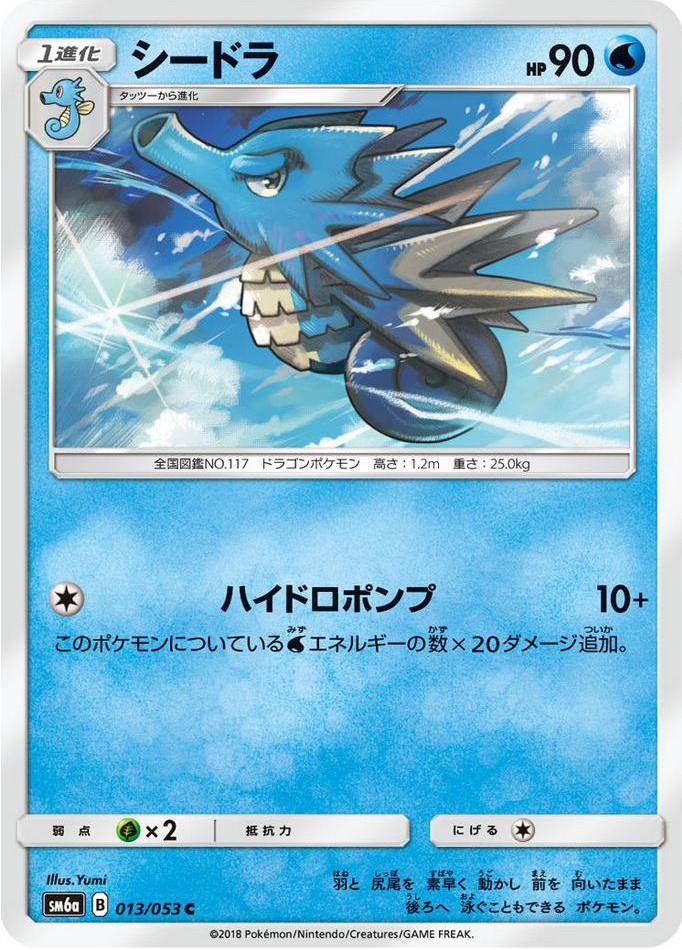 1進化
シードラ
HP 90
タッツーから進化
全国図鑑NO.117 ドラゴンポケモン 高さ:1.2m 重さ:25.0kg
ハイドロポンプ 10+
このポケモンについているエネルギーの数×20ダメージ追加。
弱点 ×2 抵抗力 にげる
Illus.Yumi
sm6a B 013/053 C
羽と 尻尾を 素早く 動かし 前を 向いたまま
後ろへ 泳ぐこともできる ポケモン。
©2018 Pokémon/Nintendo/Creatures/GAME FREAK.